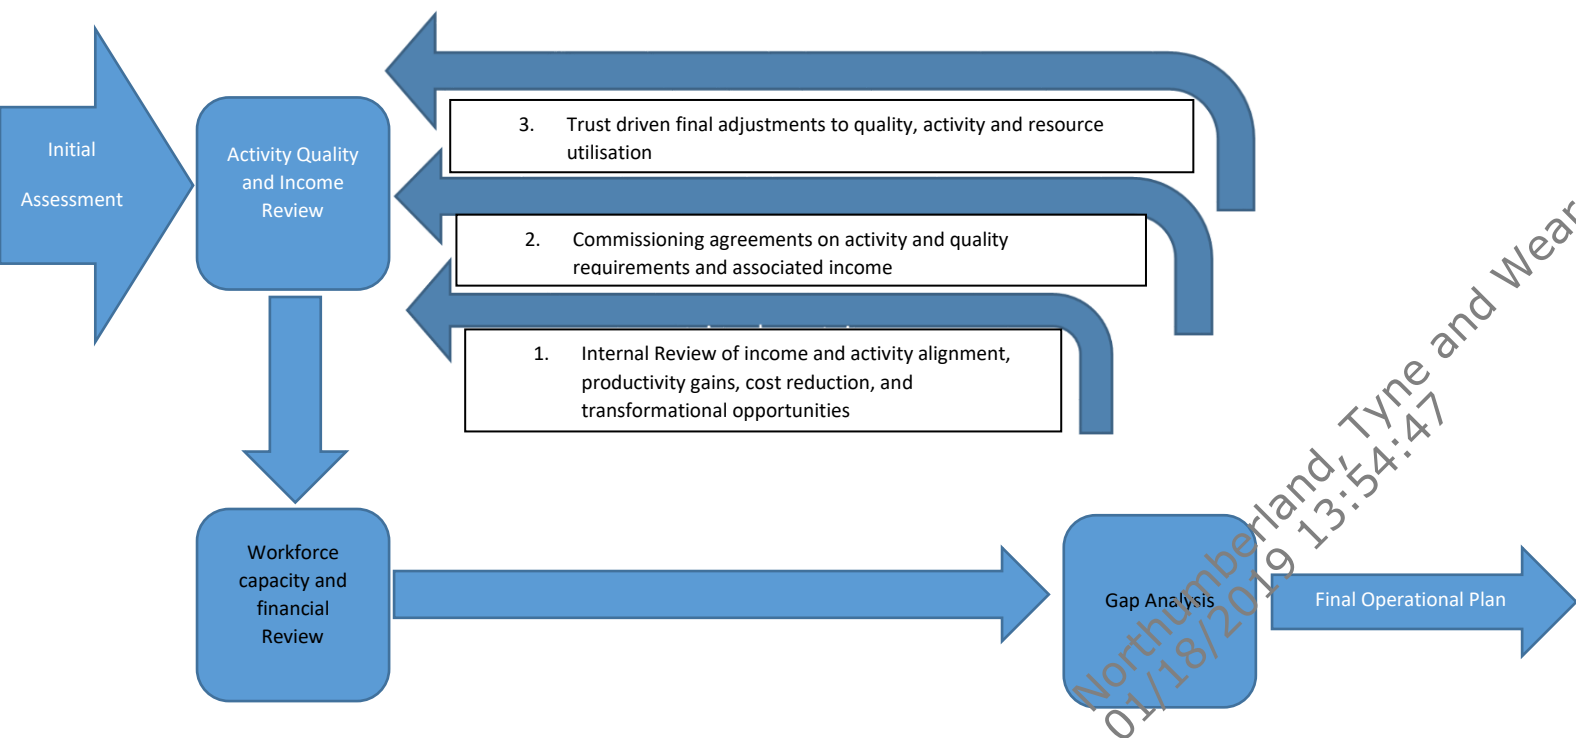 Initial
Assessment
Activity Quality
and Income
Review
3. Trust driven final adjustments to quality, activity and resource
utilisation
2. Commissioning agreements on activity and quality
requirements and associated income
1. Internal Review of income and activity alignment,
productivity gains, cost reduction, and
transformational opportunities
Workforce
capacity and
financial
Review
Gap Analysis
Final Operational Plan
Northumberland, Tyne and Wear
01/18/2019 13:54:47